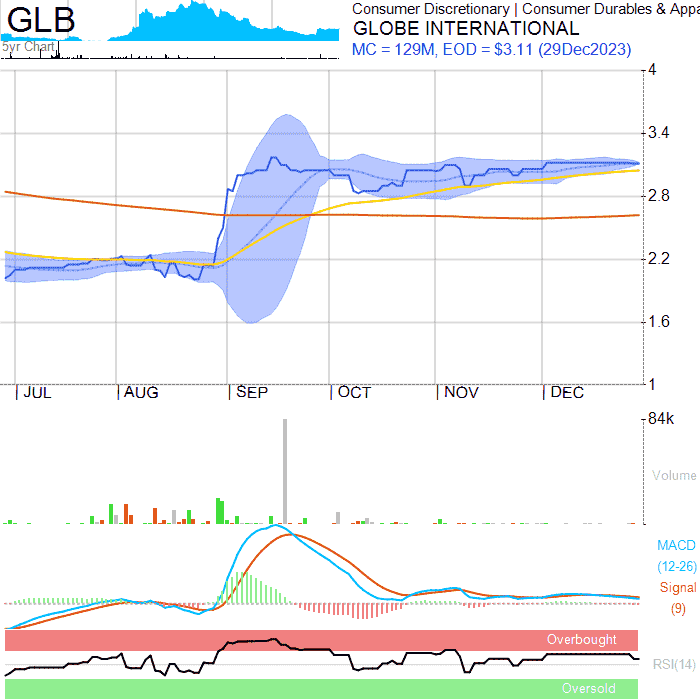 GLB
Consumer Discretionary | Consumer Durables & Appa
GLOBE INTERNATIONAL
5yr Chart
MC = 129M, EOD = $3.11 (29Dec2023)
4
3.4
2.8
2.2
1.6
1
JUL AUG SEP OCT NOV DEC
84k
Volume
MACD
(12-26)
Signal
(9)
Overbought
RSI(14)
Oversold